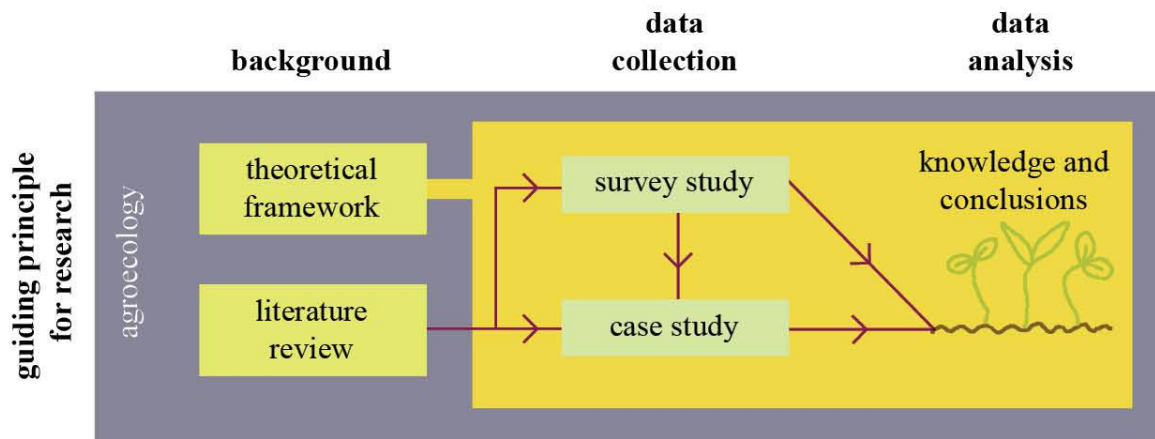 background
data
collection
data
analysis
guiding principle
for research
agroecology
theoretical
framework
literature
review
survey study
case study
knowledge and
conclusions